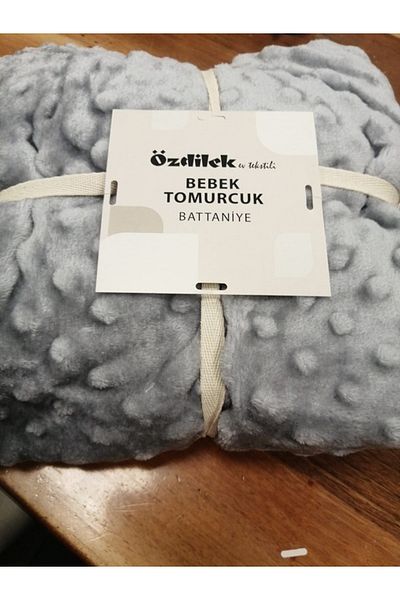 Özdilek ev tekstili
BEBEK
TOMURCUK
BATTANİYE